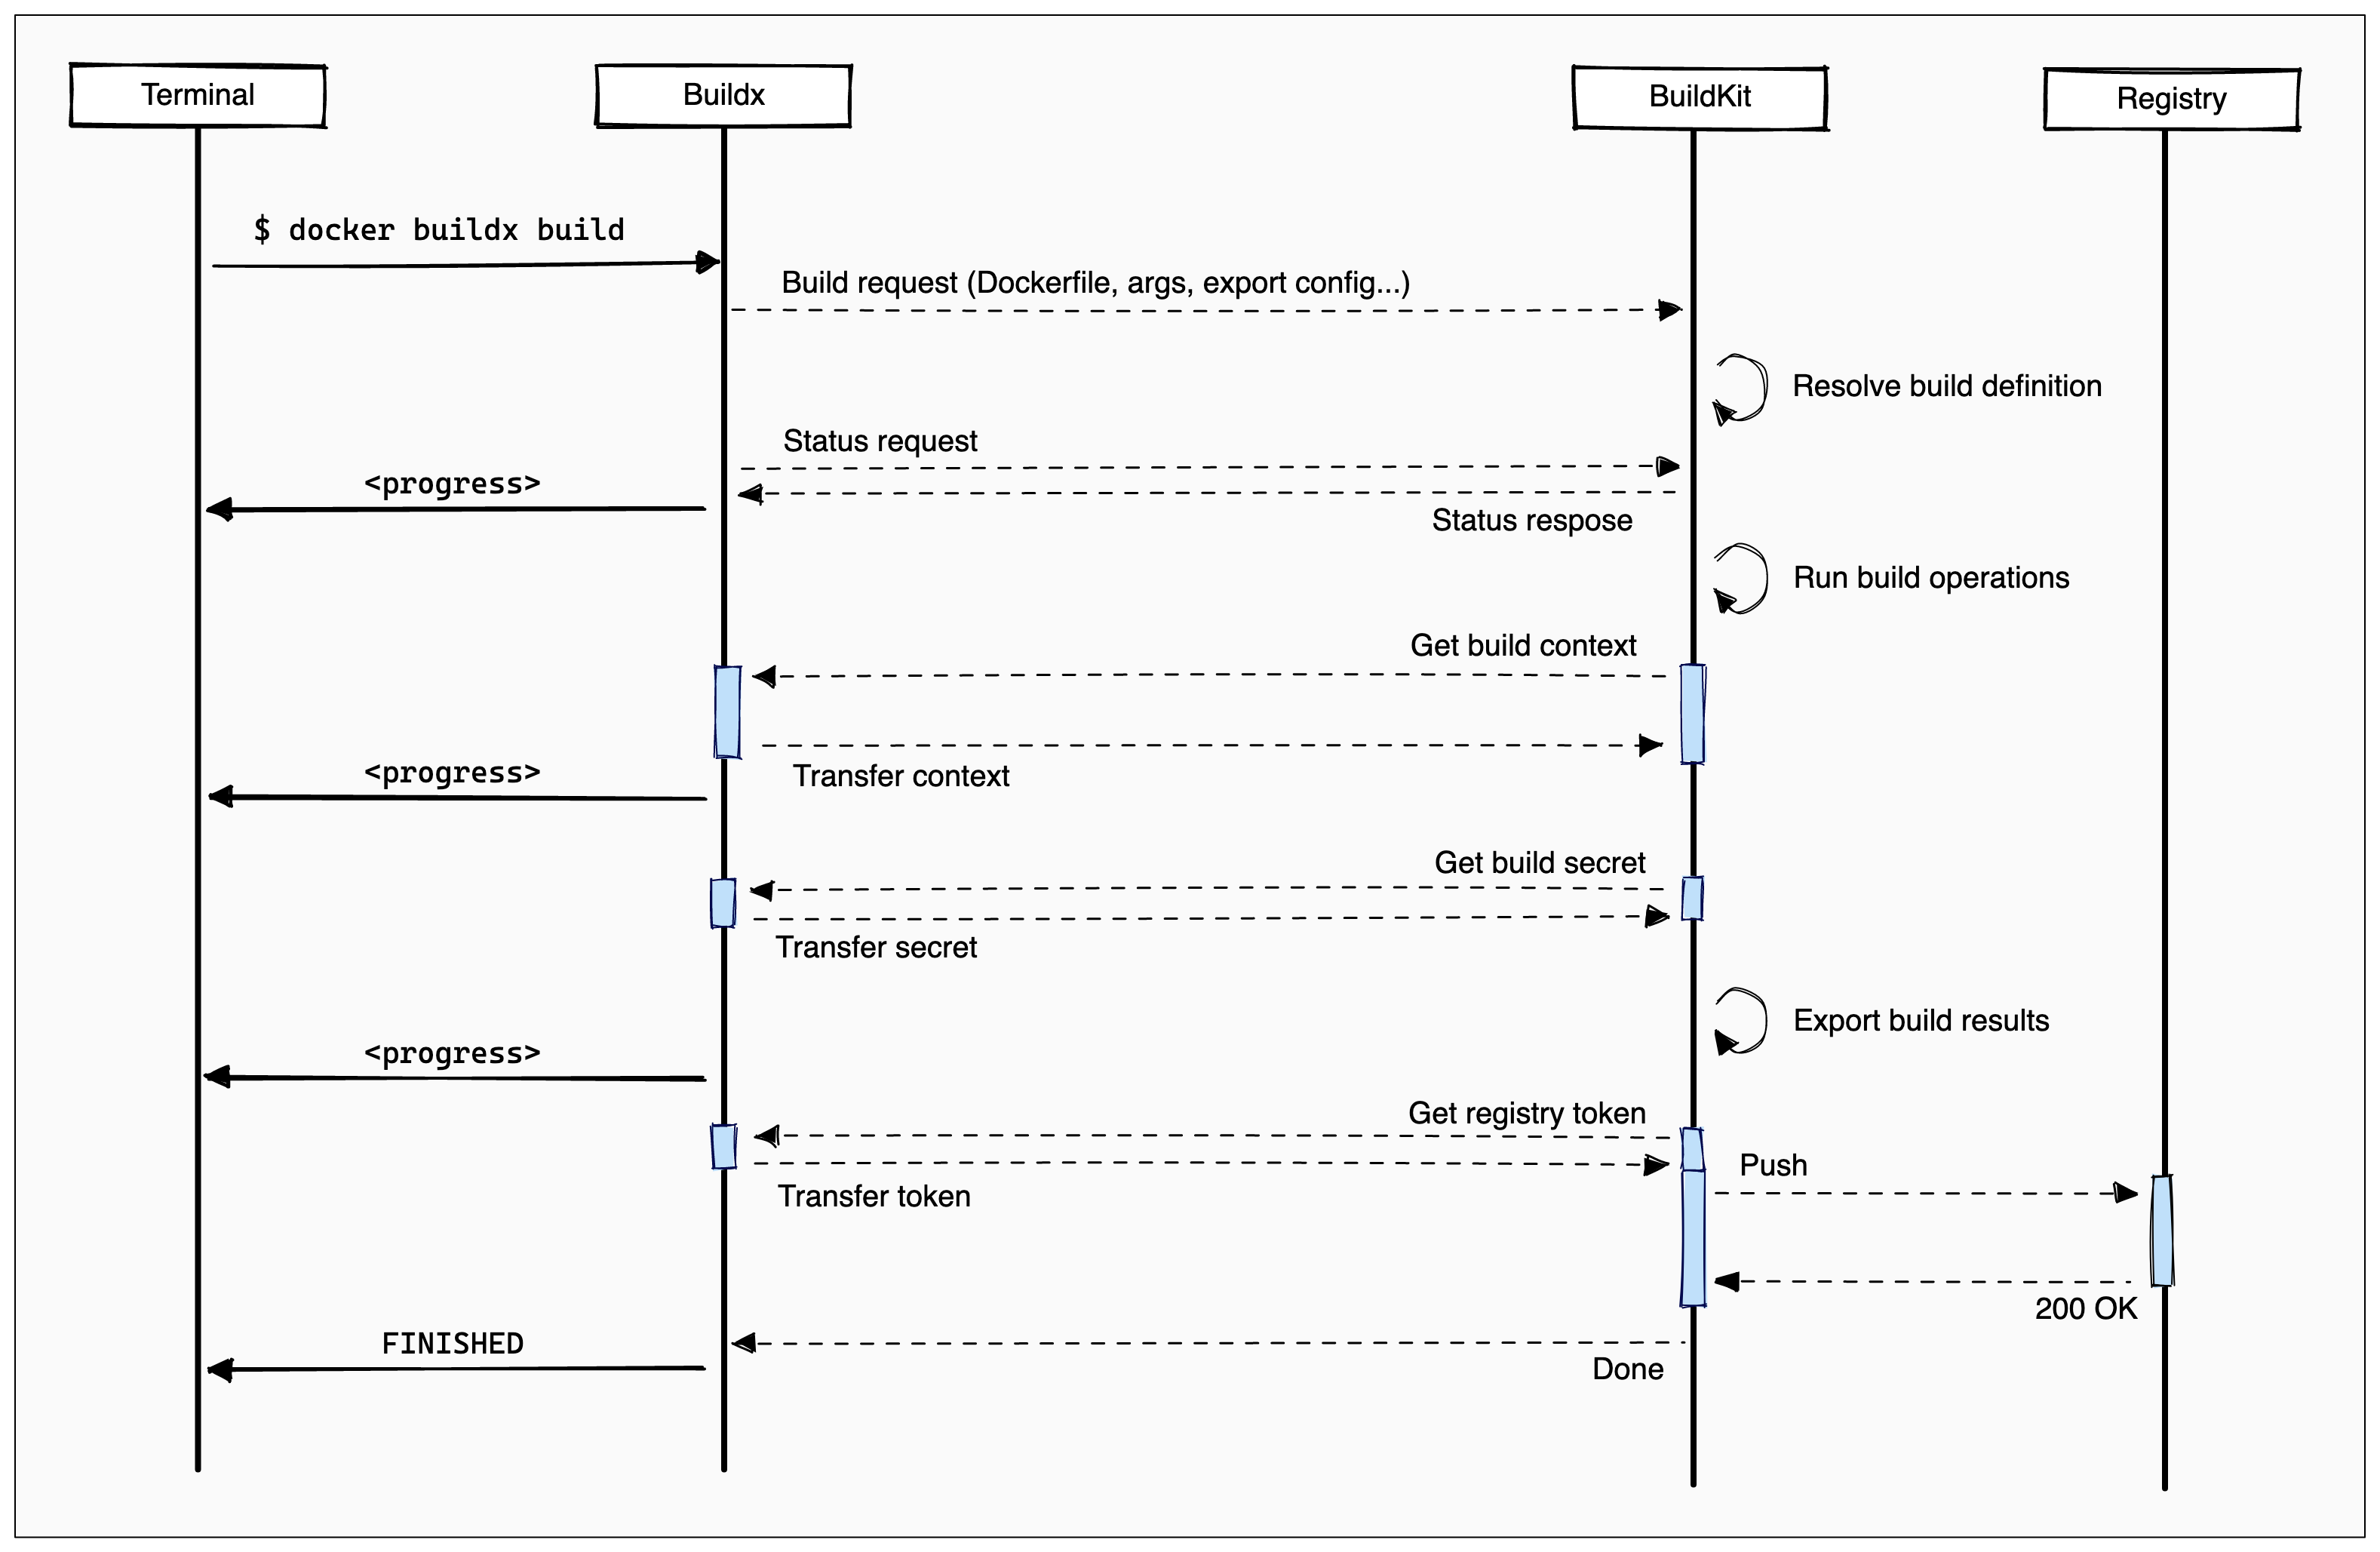 Terminal
Buildx
BuildKit
Registry
$ docker buildx build
Build request (Dockerfile, args, export config...)
Resolve build definition
Status request
<progress>
Status respose
Run build operations
Get build context
Transfer context
<progress>
Get build secret
Transfer secret
Export build results
<progress>
Get registry token
Push
Transfer token
200 OK
FINISHED
Done